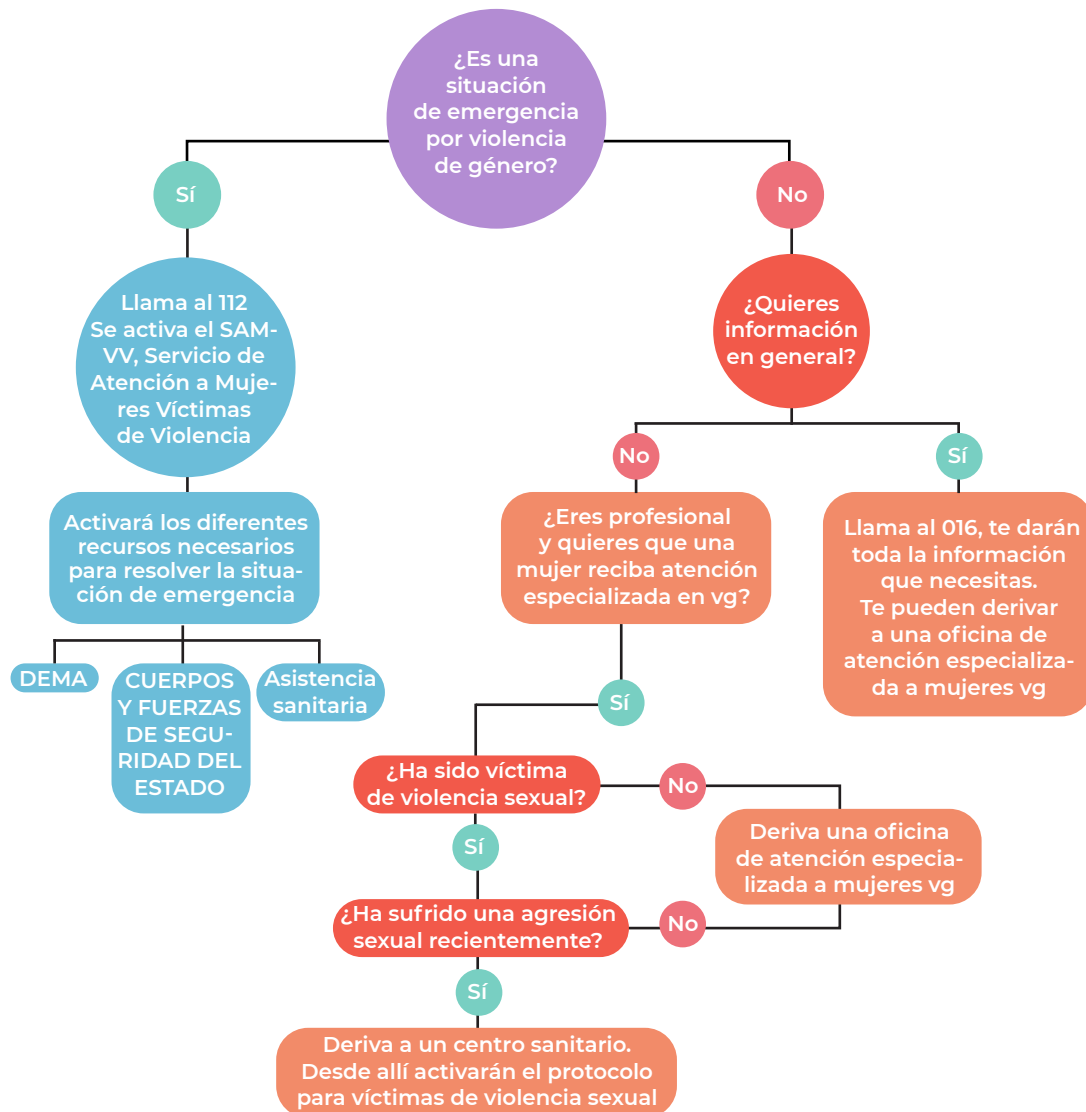 ¿Es una
situación
de emergencia
por violencia
de género?
Sí
No
Llama al 112
Se activa el SAM-
VV, Servicio de
Atención a Muje-
res Víctimas
de Violencia
¿Quieres
información
en general?
No
Sí
Activará los diferentes
recursos necesarios
para resolver la situa-
ción de emergencia
¿Eres profesional
y quieres que una
mujer reciba atención
especializada en vg?
Llama al 016, te darán
toda la información
que necesitas.
Te pueden derivar
a una oficina de
atención especializa-
da a mujeres vg
DEMA
CUERPOS
Y FUERZAS
DE SEGU-
RIDAD DEL
ESTADO
Asistencia
sanitaria
Sí
¿Ha sido víctima
de violencia sexual?
No
Deriva una oficina
de atención especia-
lizada a mujeres vg
Sí
¿Ha sufrido una agresión
sexual recientemente?
No
Sí
Deriva a un centro sanitario.
Desde allí activarán el protocolo
para víctimas de violencia sexual